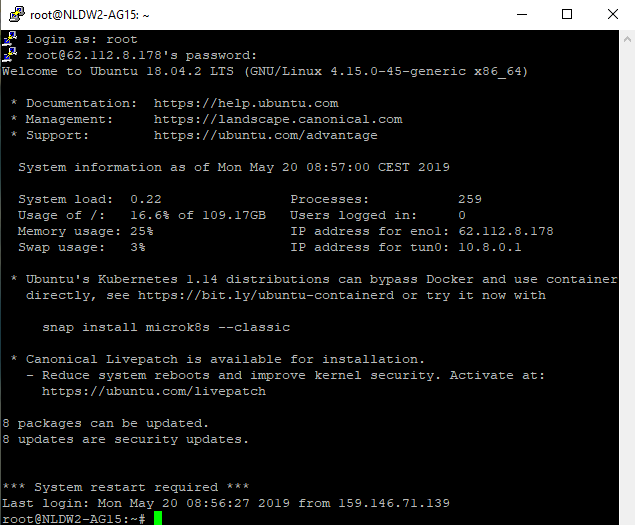 root@NLDW2-AG15: ~
login as: root
root@62.112.8.178's password:
Welcome to Ubuntu 18.04.2 LTS (GNU/Linux 4.15.0-45-generic x86_64)
* Documentation:  https://help.ubuntu.com
* Management:     https://landscape.canonical.com
* Support:        https://ubuntu.com/advantage
System information as of Mon May 20 08:57:00 CEST 2019
System load:  0.22                Processes:           259
Usage of /:   16.6% of 109.17GB   Users logged in:     0
Memory usage: 25%                 IP address for eno1: 62.112.8.178
Swap usage:   3%                  IP address for tun0: 10.8.0.1
* Ubuntu's Kubernetes 1.14 distributions can bypass Docker and use container
directly, see https://bit.ly/ubuntu-containerd or try it now with
snap install microk8s --classic
* Canonical Livepatch is available for installation.
- Reduce system reboots and improve kernel security. Activate at:
https://ubuntu.com/livepatch
8 packages can be updated.
8 updates are security updates.
*** System restart required ***
Last login: Mon May 20 08:56:27 2019 from 159.146.71.139
root@NLDW2-AG15:~#